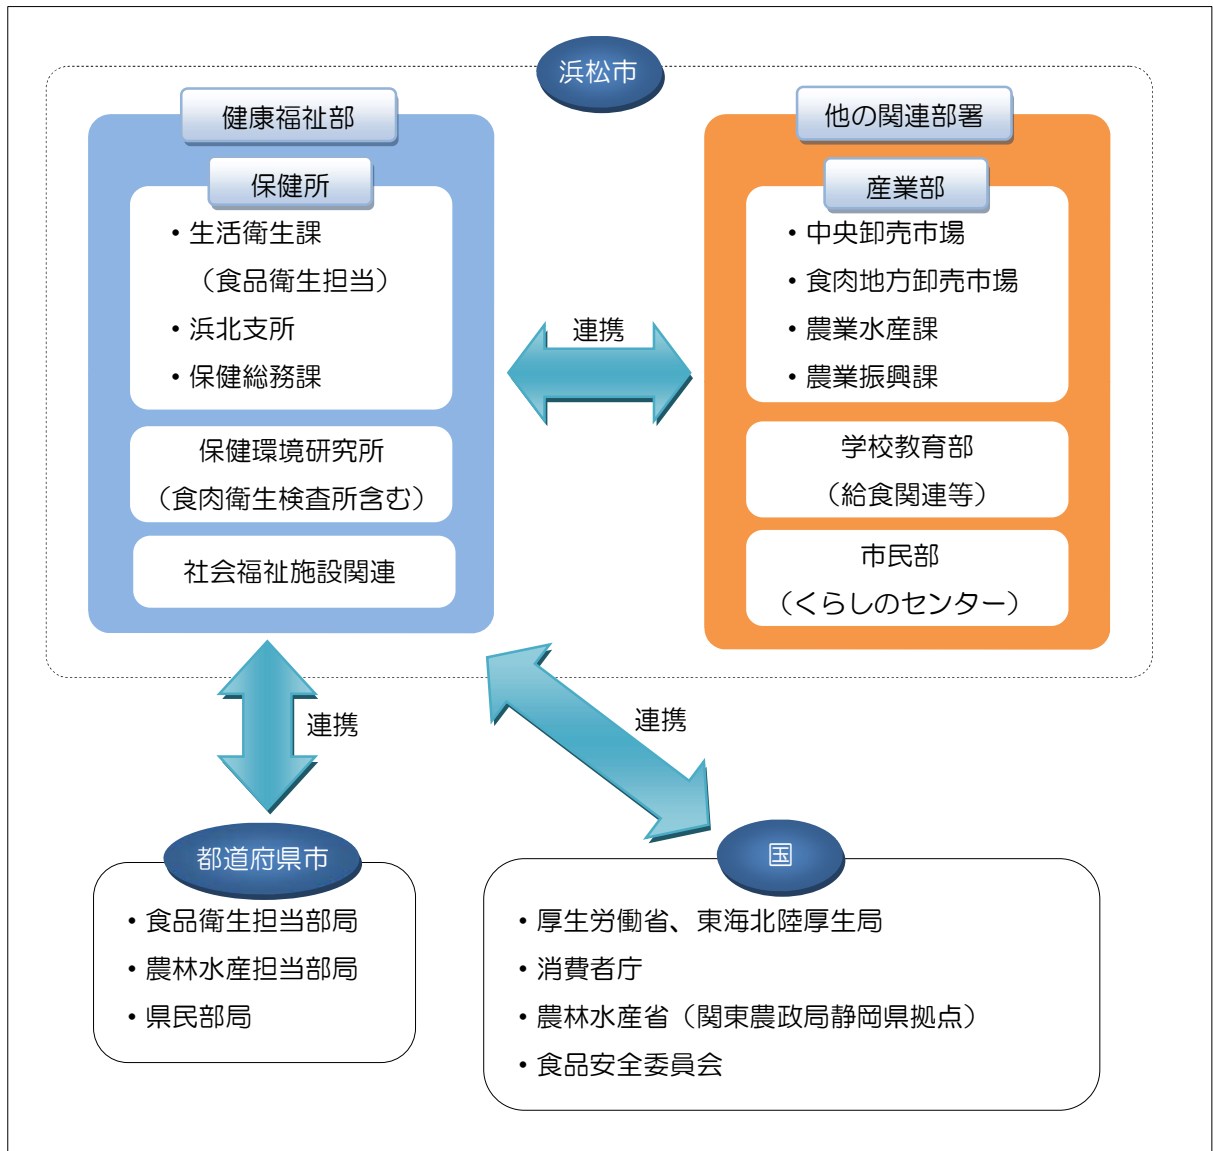 浜松市
健康福祉部
保健所
・生活衛生課
（食品衛生担当）
・浜北支所
・保健総務課
保健環境研究所
（食肉衛生検査所含む）
社会福祉施設関連
連携
他の関連部署
産業部
・中央卸売市場
・食肉地方卸売市場
・農業水産課
・農業振興課
学校教育部
（給食関連等）
市民部
（くらしのセンター）
連携
連携
都道府県市
・食品衛生担当部局
・農林水産担当部局
・県民部局
国
・厚生労働省、東海北陸厚生局
・消費者庁
・農林水産省（関東農政局静岡県拠点）
・食品安全委員会